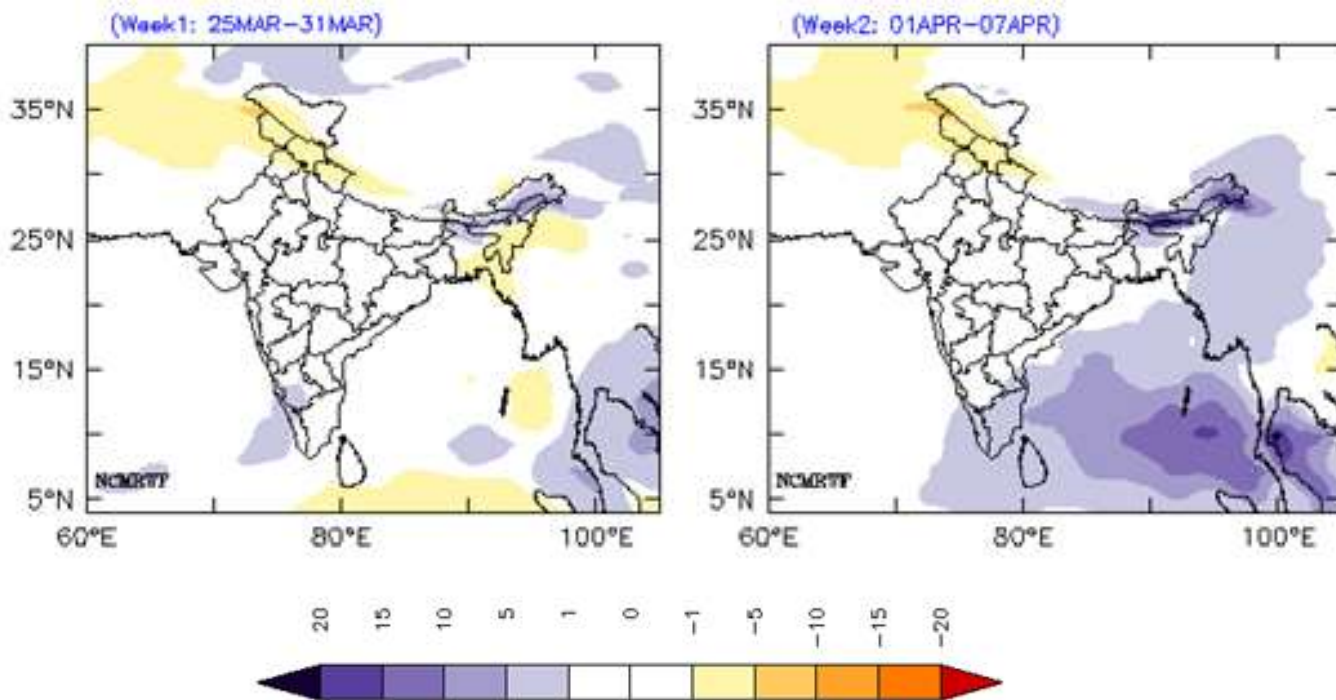 (Week1: 25MAR-31MAR)
(Week2: 01APR-07APR)
35°N
25°N
15°N
5°N
NCMRWF
60°E
80°E
100°E
35°N
25°N
15°N
5°N
NCMRWF
60°E
80°E
100°E
20
15
10
5
1
0
-1
-5
-10
-15
-20